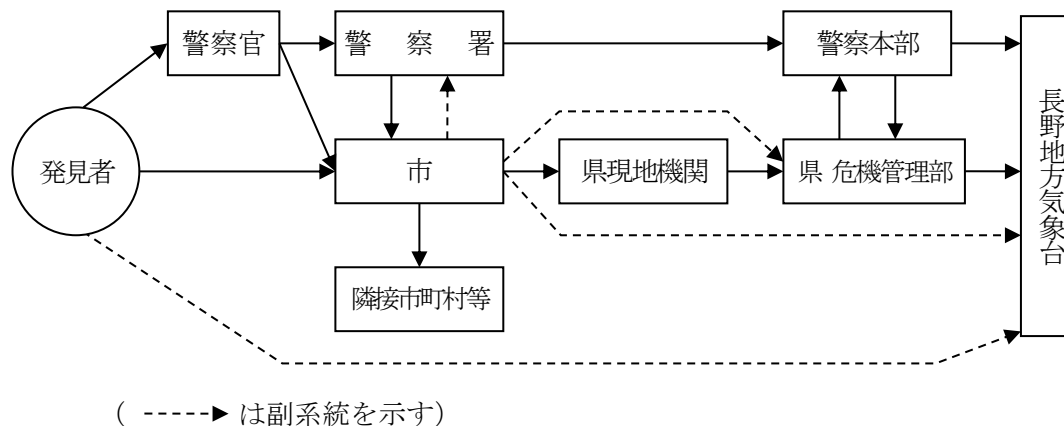 警察官
警　察　署
警察本部
発見者
市
県現地機関
県 危機管理部
長野地方気象台
隣接市町村等
（ は副系統を示す）